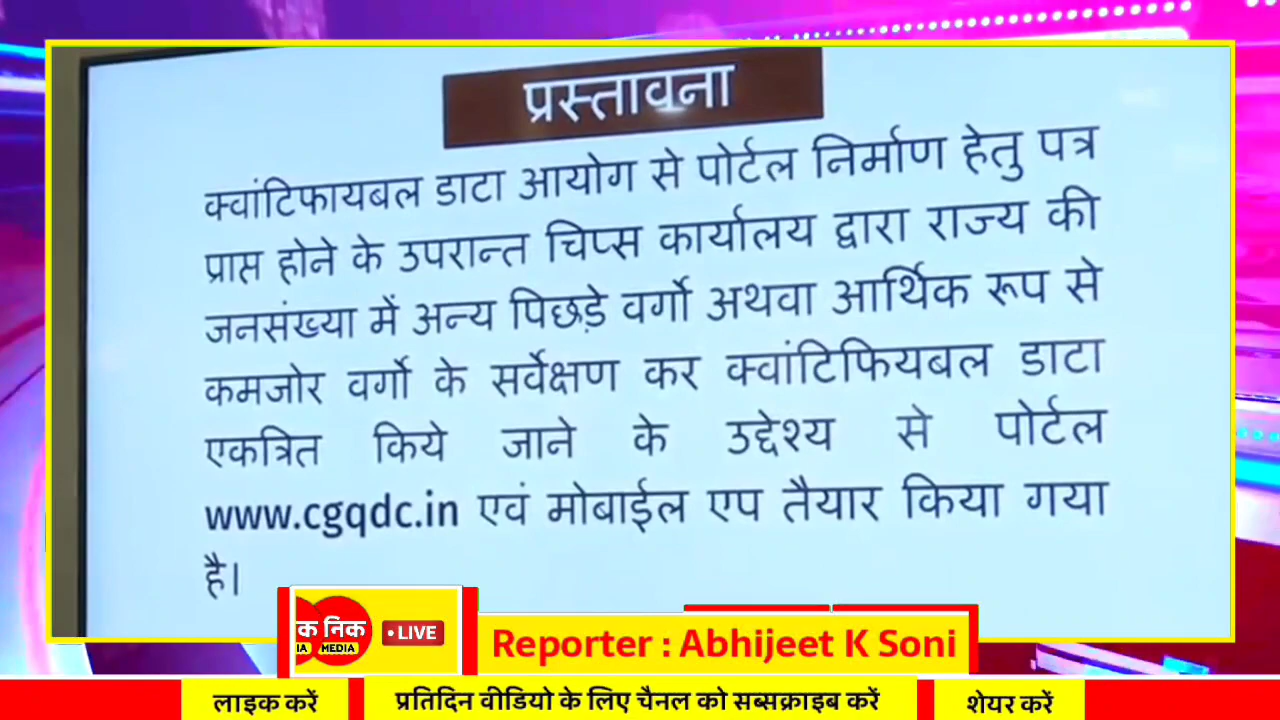 प्रस्तावना
क्वांटिफायबल डाटा आयोग से पोर्टल निर्माण हेतु पत्र
प्राप्त होने के उपरान्त चिप्स कार्यालय द्वारा राज्य की
जनसंख्या में अन्य पिछड़े वर्गो अथवा आर्थिक रूप से
कमजोर वर्गो के सर्वेक्षण कर क्वांटिफियबल डाटा
एकत्रित किये जाने के उद्देश्य से पोर्टल
www.cgqdc.in एवं मोबाईल एप तैयार किया गया
है।
क निक
IA MEDIA
• LIVE
Reporter : Abhijeet K Soni
लाइक करें
प्रतिदिन वीडियो के लिए चैनल को सब्सक्राइब करें
शेयर करें